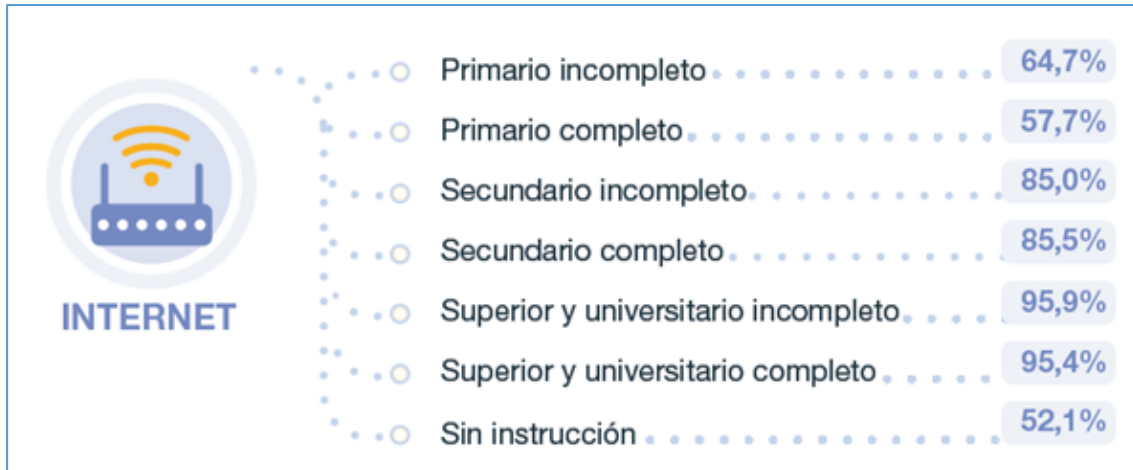 Primario incompleto 64,7%
Primario completo 57,7%
Secundario incompleto 85,0%
Secundario completo 85,5%
Superior y universitario incompleto 95,9%
Superior y universitario completo 95,4%
Sin instrucción 52,1%
INTERNET